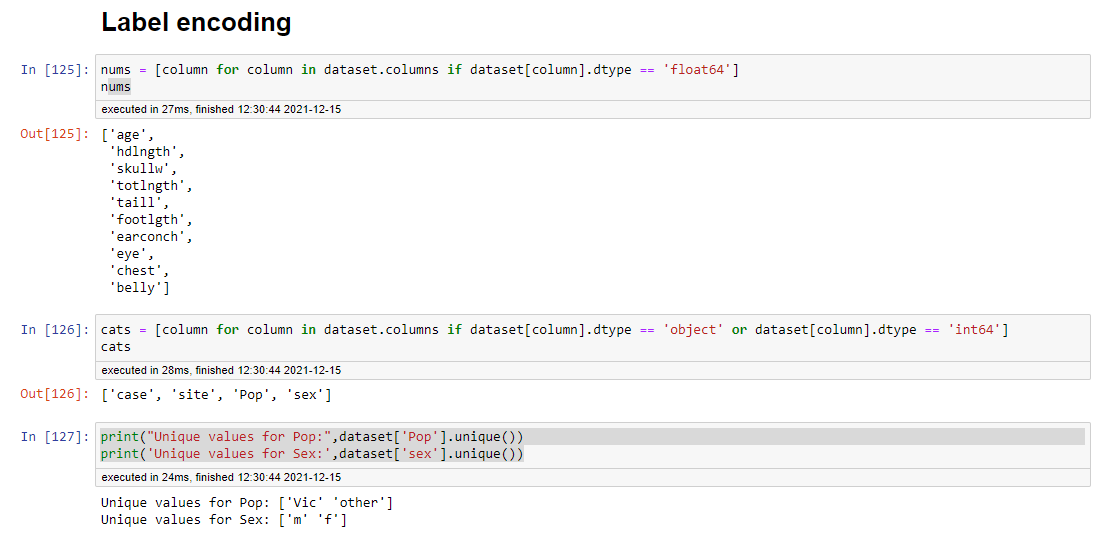 Label encoding
In [125]: nums = [column for column in dataset.columns if dataset[column].dtype == 'float64']
nums
executed in 27ms, finished 12:30:44 2021-12-15
Out[125]: ['age',
'hdlngth',
'skullw',
'totlngth',
'taill',
'footlgth',
'earconch',
'eye',
'chest',
'belly']
In [126]: cats = [column for column in dataset.columns if dataset[column].dtype == 'object' or dataset[column].dtype == 'int64']
cats
executed in 28ms, finished 12:30:44 2021-12-15
Out[126]: ['case', 'site', 'Pop', 'sex']
In [127]: print("Unique values for Pop:",dataset['Pop'].unique())
print('Unique values for Sex:',dataset['sex'].unique())
executed in 24ms, finished 12:30:44 2021-12-15
Unique values for Pop: ['Vic' 'other']
Unique values for Sex: ['m' 'f']